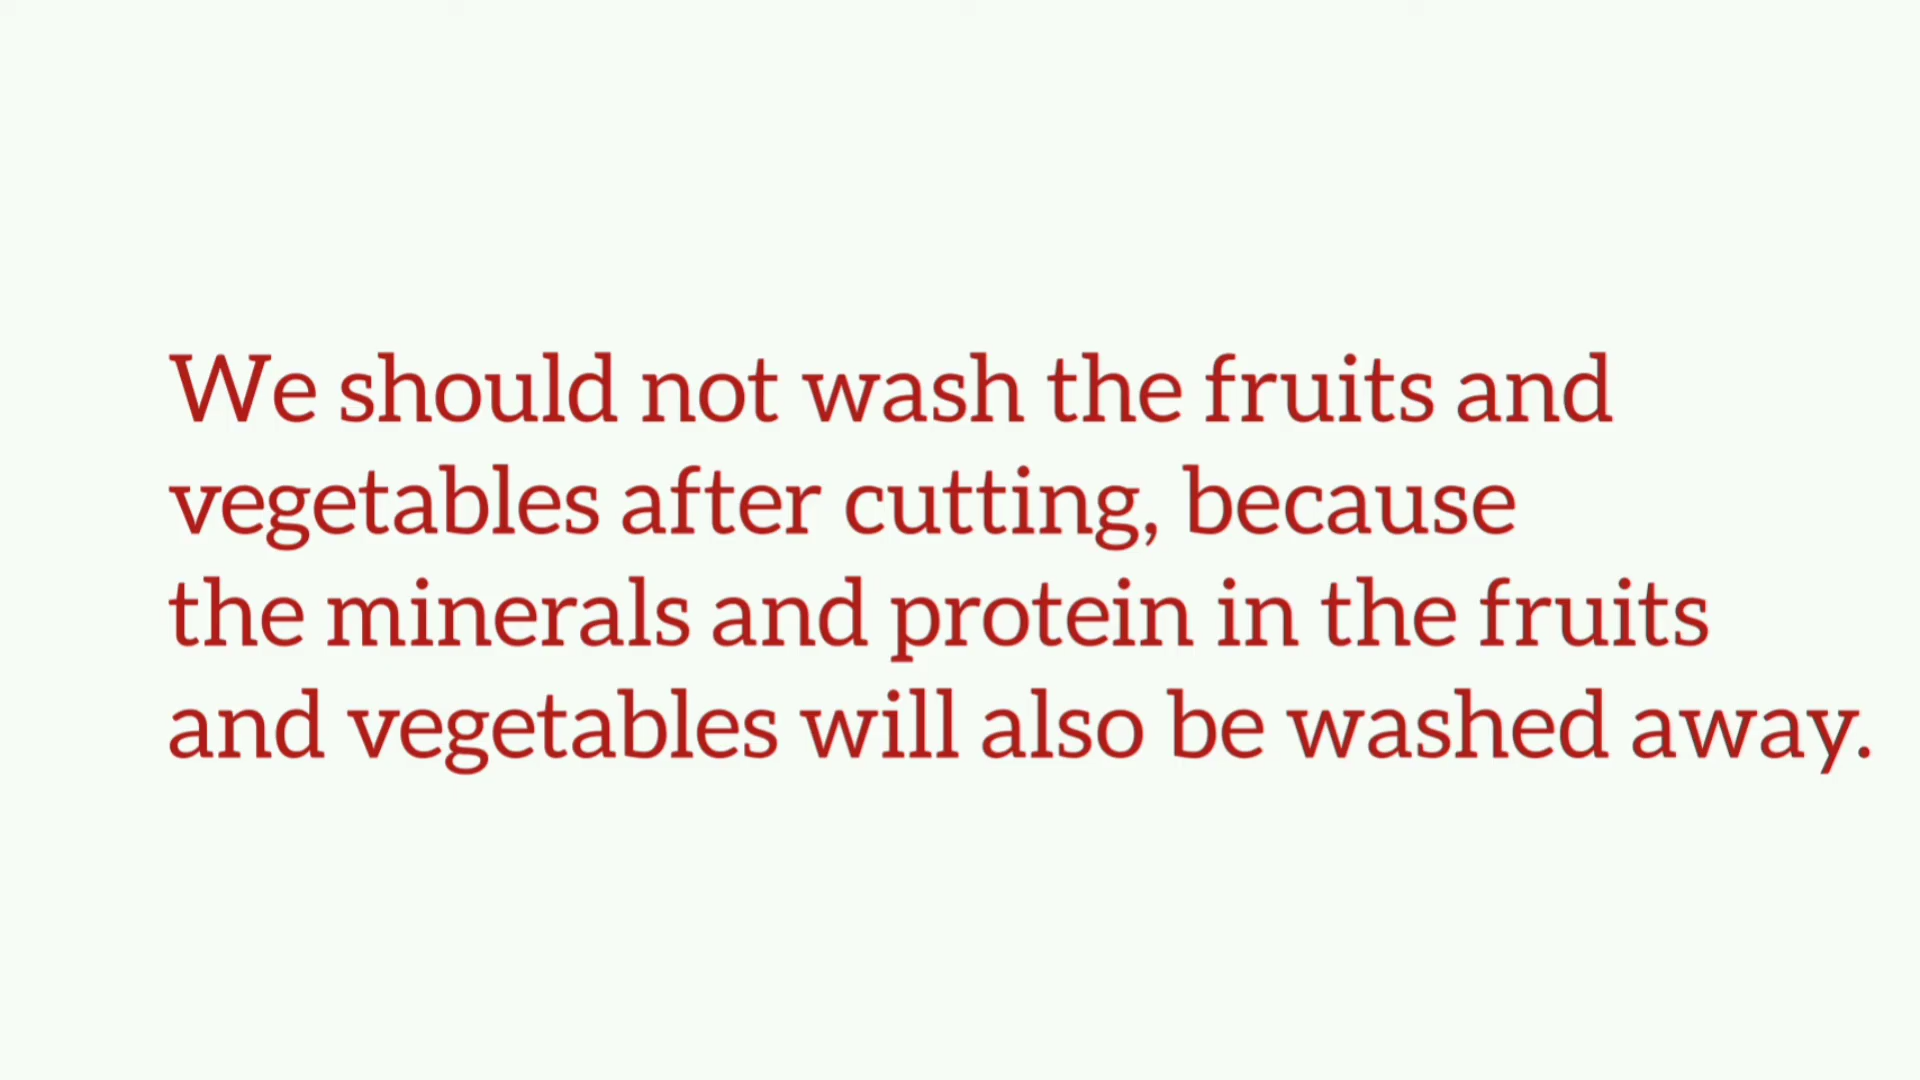 We should not wash the fruits and
vegetables after cutting, because
the minerals and protein in the fruits
and vegetables will also be washed away.